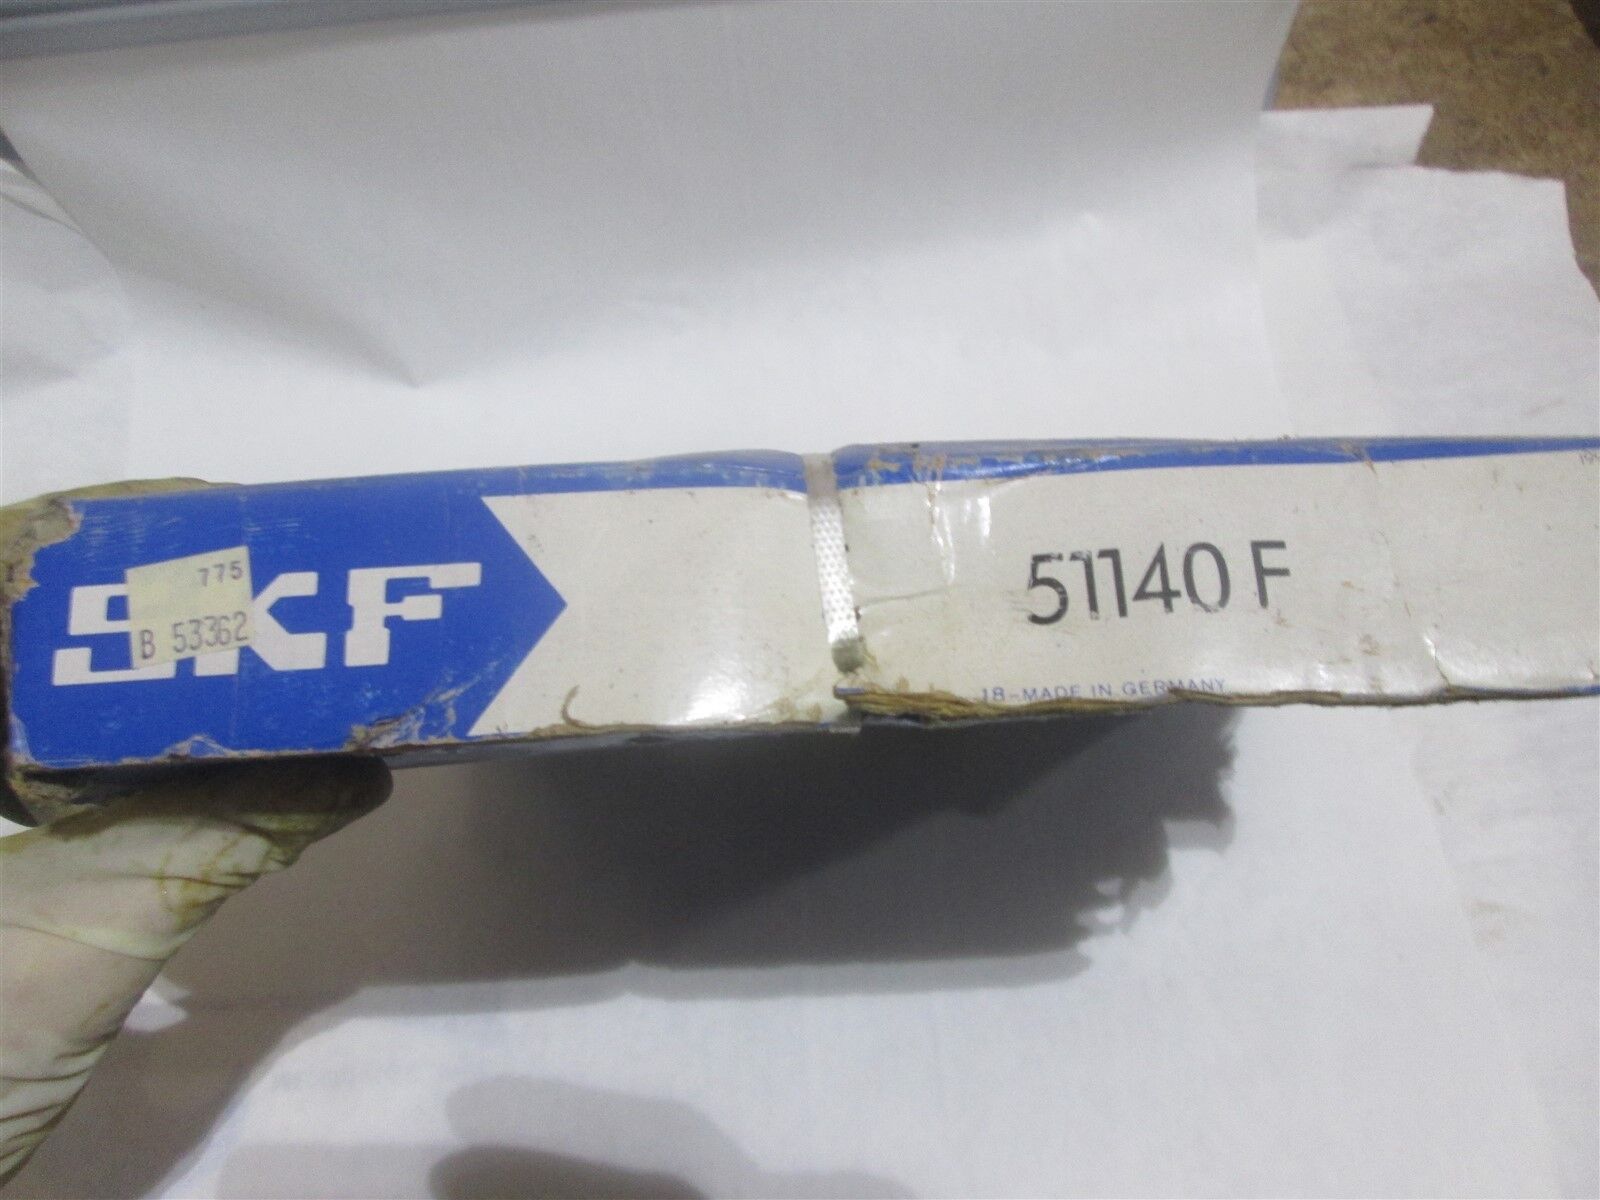 SKF
775
B 53362
51140 F
18-MADE IN GERMANY